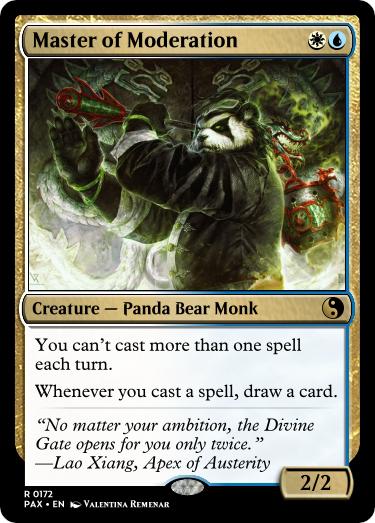 Master of Moderation
Creature — Panda Bear Monk
You can't cast more than one spell
each turn.
Whenever you cast a spell, draw a card.
"No matter your ambition, the Divine
Gate opens for you only twice."
—Lao Xiang, Apex of Austerity
2/2
R 0172
PAX • EN Valentina Remenar